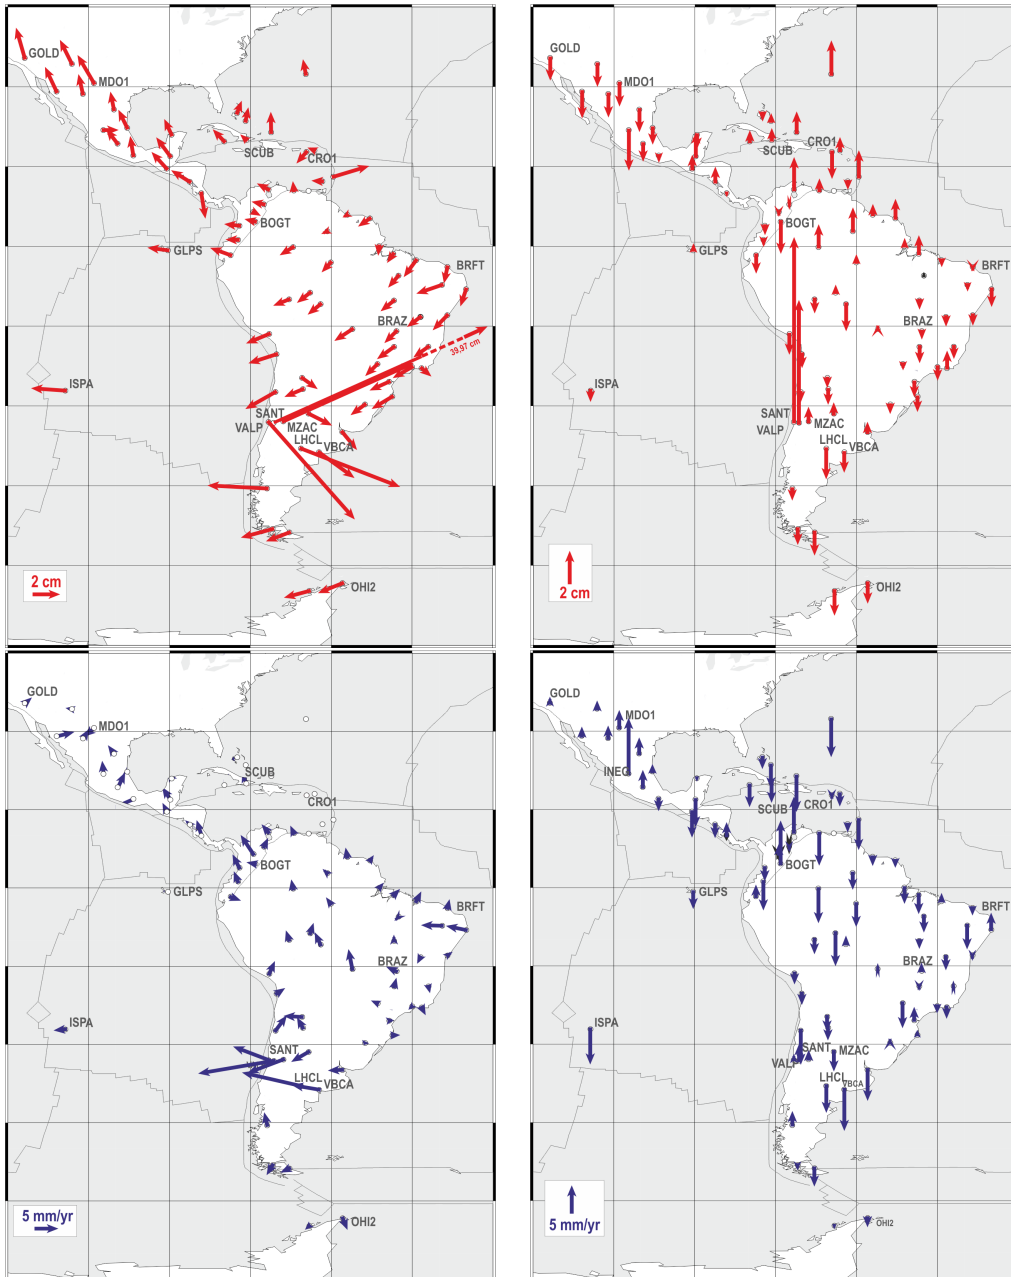 GOLD
MDO1
SCUB
CRO1
BOGT
GLPS
BRFT
BRAZ
39,97 cm
ISPA
SANT
VALP
MZAC
LHCL
VBCA
2 cm
OHI2
GOLD
MDO1
SCUB
CRO1
BOGT
GLPS
BRFT
BRAZ
ISPA
SANT
VALP
MZAC
LHCL
VBCA
2 cm
OHI2
GOLD
MDO1
SCUB
CRO1
BOGT
GLPS
BRFT
BRAZ
ISPA
SANT
LHCL
VBCA
5 mm/yr
OHI2
GOLD
MDO1
INEG
SCUB
CRO1
BOGT
GLPS
BRFT
BRAZ
ISPA
SANT
MZAC
VALP
LHCL
VBCA
5 mm/yr
OHI2